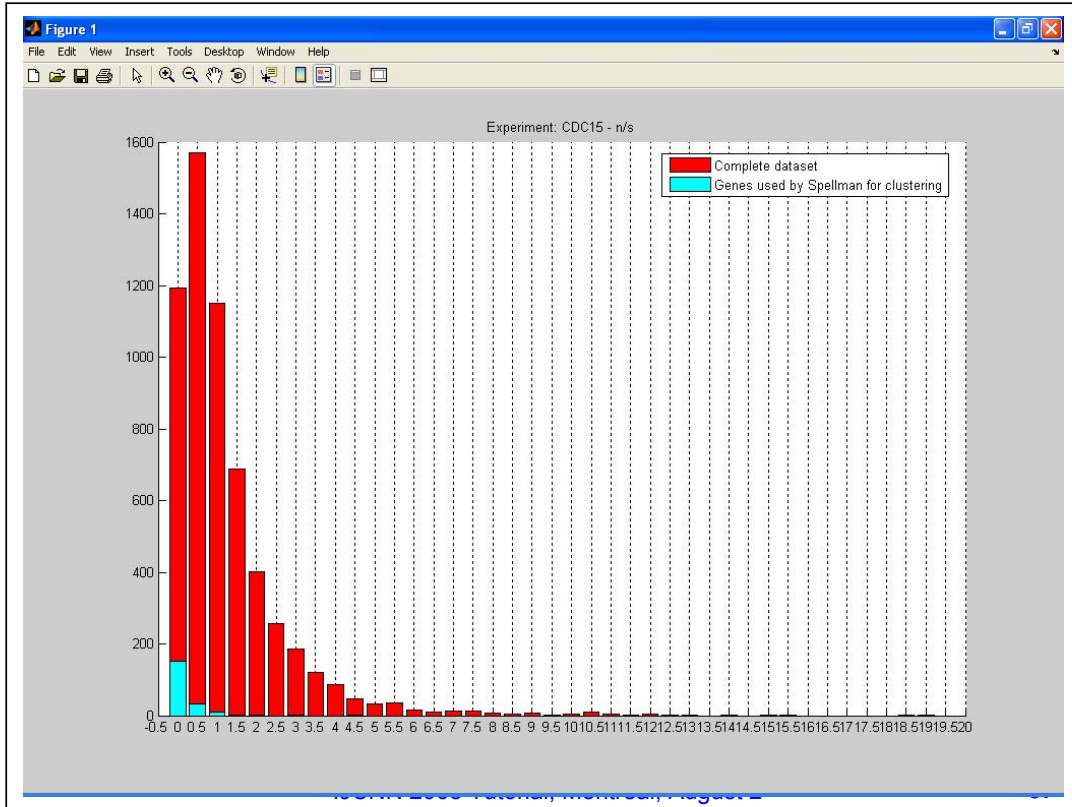 Figure 1
File Edit View Insert Tools Desktop Window Help
Experiment: CDC15 - n/s
Complete dataset
Genes used by Spellman for clustering
1600
1400
1200
1000
800
600
400
200
0
-0.5 0 0.5 1 1.5 2 2.5 3 3.5 4 4.5 5 5.5 6 6.5 7 7.5 8 8.5 9 9.5 10 10.5 11 11.5 12 12.5 13 13.5 14 14.5 15 15.5 16 16.5 17 17.5 18 18.5 19 19.5 20
Tutorial, Montreal, August 2